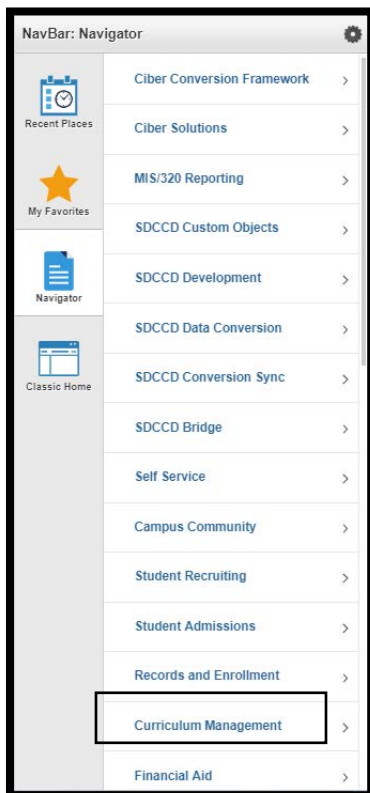 NavBar: Navigator
Recent Places
My Favorites
Navigator
Classic Home
Ciber Conversion Framework
Ciber Solutions
MIS/320 Reporting
SDCCD Custom Objects
SDCCD Development
SDCCD Data Conversion
SDCCD Conversion Sync
SDCCD Bridge
Self Service
Campus Community
Student Recruiting
Student Admissions
Records and Enrollment
Curriculum Management
Financial Aid